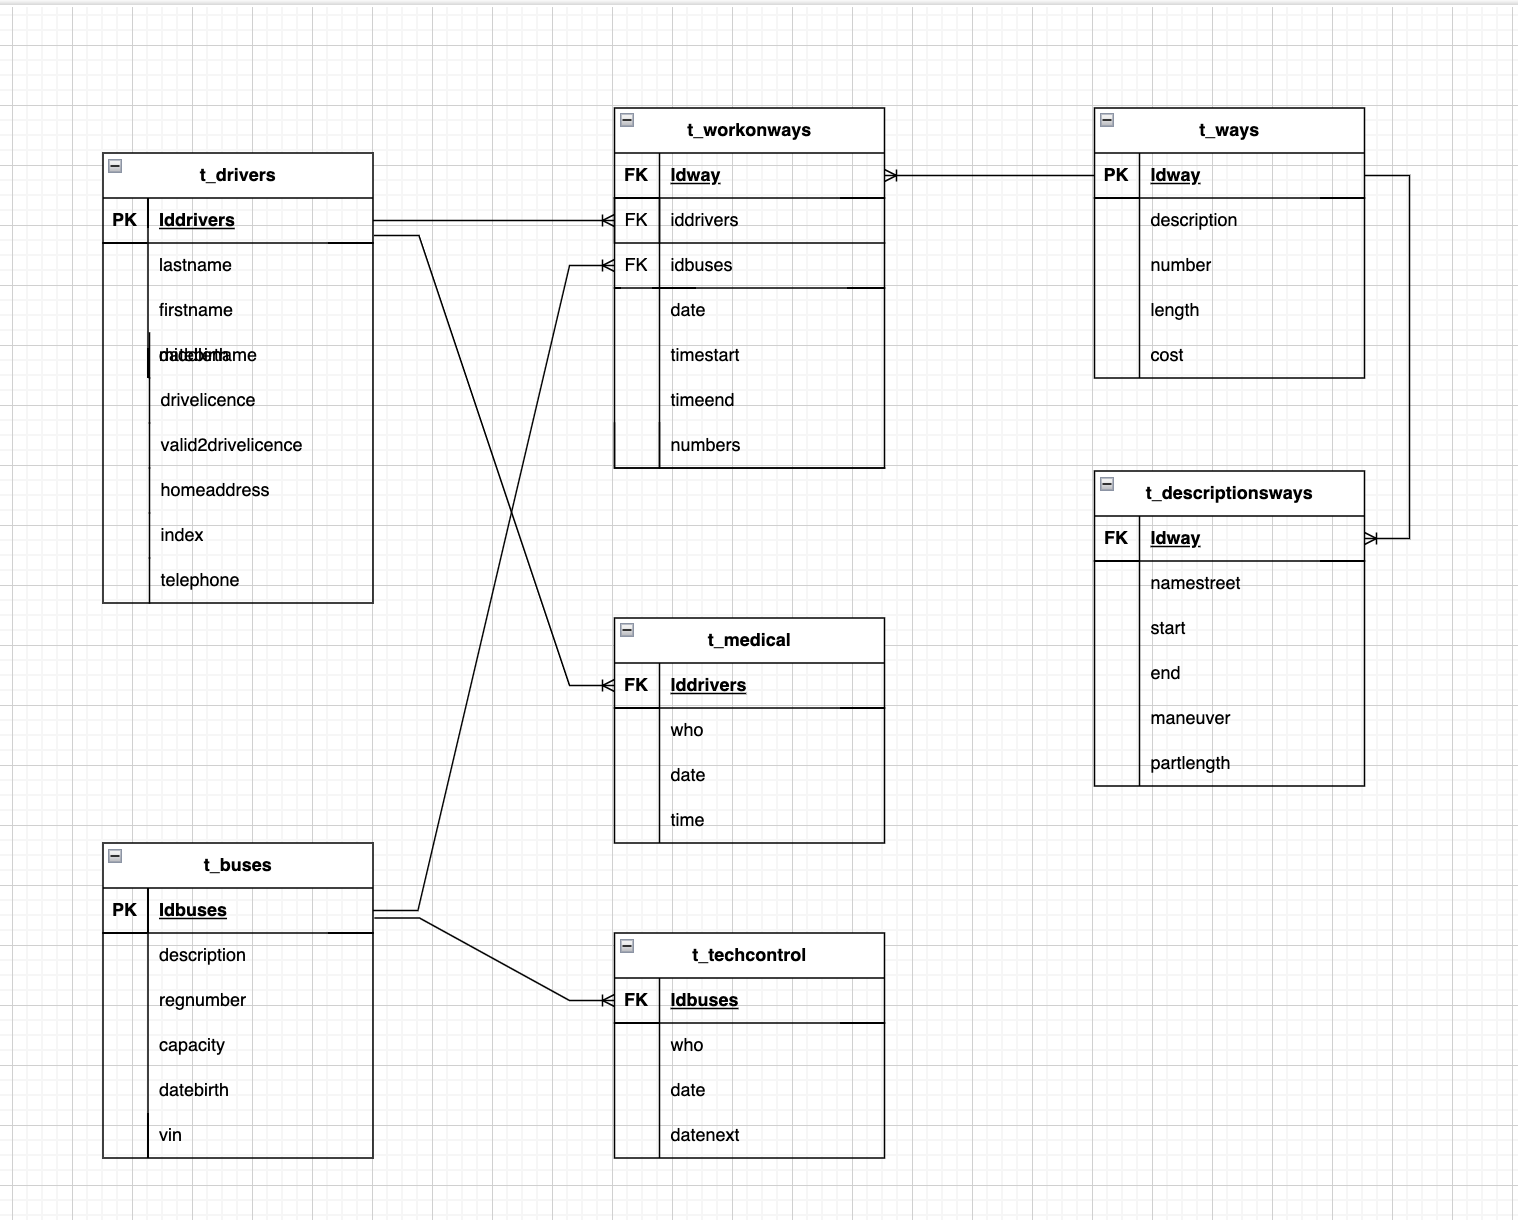 t_drivers
PK Iddrivers
lastname
firstname
drivelicence
valid2drivelicence
homeaddress
index
telephone
t_buses
PK Idbuses
description
regnumber
capacity
datebirth
vin
t_workonways
FK Idway
FK iddrivers
FK idbuses
date
timestart
timeend
numbers
t_medical
FK Iddrivers
who
date
time
t_techcontrol
FK Idbuses
who
date
datenext
t_ways
PK Idway
description
number
length
cost
t_descriptionsways
FK Idway
namestreet
start
end
maneuver
partlength